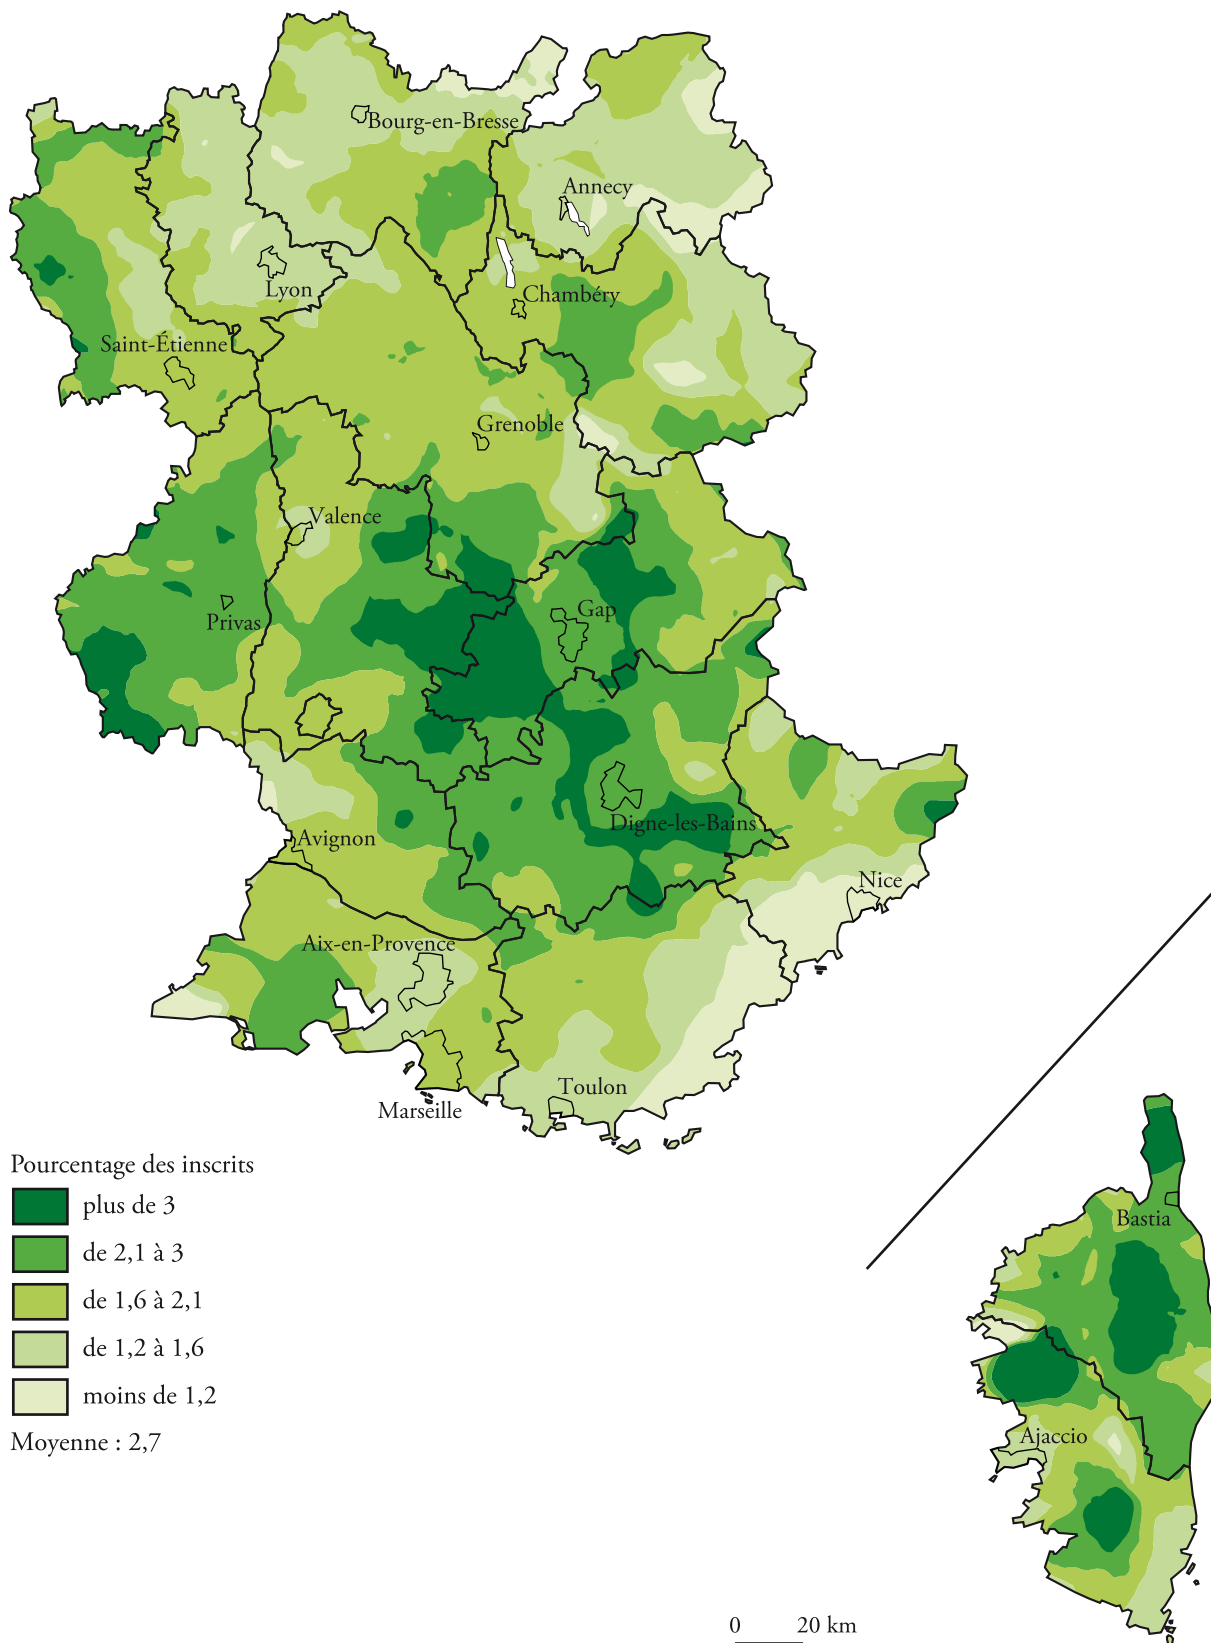 Bourg-en-Bresse
Annecy
Lyon
Chambéry
Saint-Étienne
Grenoble
Valence
Gap
Privas
Digne-les-Bains
Avignon
Nice
Aix-en-Provence
Toulon
Marseille
Pourcentage des inscrits
plus de 3
de 2,1 à 3
de 1,6 à 2,1
de 1,2 à 1,6
moins de 1,2
Moyenne : 2,7
Bastia
Ajaccio
0 20 km